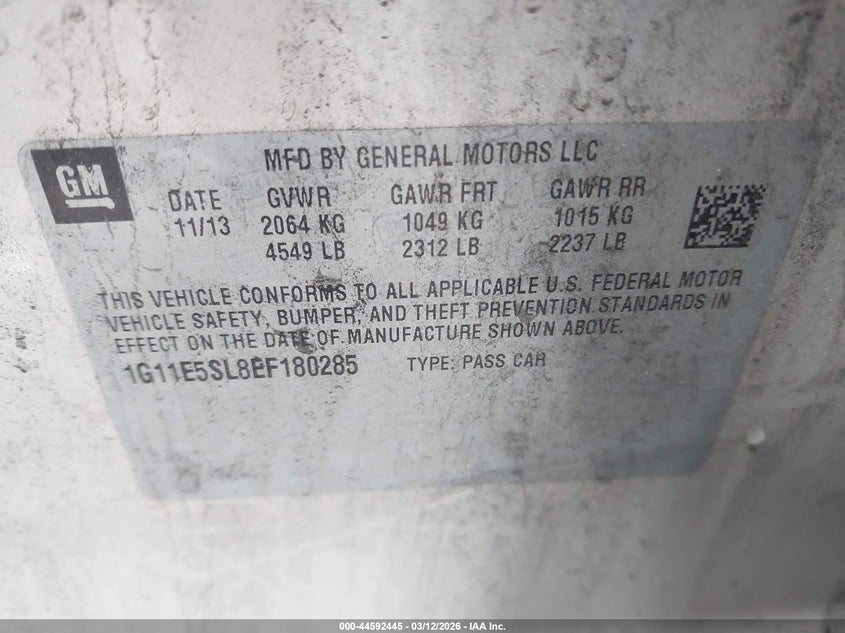 GM
MFD BY GENERAL MOTORS LLC
DATE GVWR GAWR FRT GAWR RR
11/13 2064 KG 1049 KG 1015 KG
4549 LB 2312 LB 2237 LB
THIS VEHICLE CONFORMS TO ALL APPLICABLE U.S. FEDERAL MOTOR
VEHICLE SAFETY, BUMPER, AND THEFT PREVENTION STANDARDS IN
EFFECT ON THE DATE OF MANUFACTURE SHOWN ABOVE.
1G11E5SL8EF180285 TYPE: PASS CAR
000-44592445 - 03/12/2026 - IAA Inc.